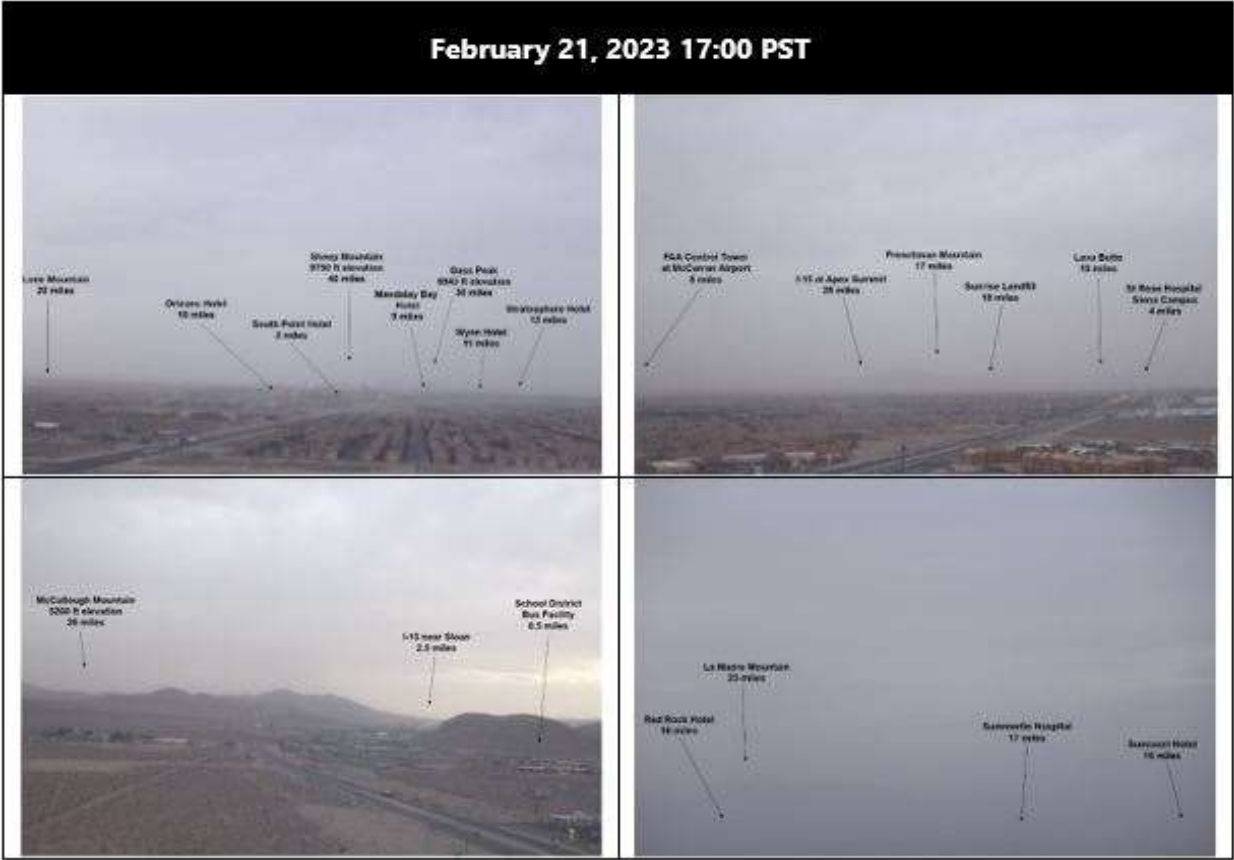 February 21, 2023 17:00 PST
Lone Mountain
20 miles
Orleans Hotel
10 miles
South Point Hotel
2 miles
Sheep Mountain
9750 ft elevation
40 miles
Mandalay Bay
Hotel
9 miles
Gass Peak
6943 ft elevation
30 miles
Wynn Hotel
11 miles
Stratosphere Hotel
13 miles
FAA Control Tower
at McCarran Airport
8 miles
I-15 at Apex Summit
28 miles
Frenchman Mountain
17 miles
Sunrise Landfill
18 miles
Lava Butte
15 miles
St Rose Hospital
Siena Campus
4 miles
McCullough Mountain
5200 ft elevation
26 miles
I-15 near Sloan
2.5 miles
School District
Bus Facility
0.5 miles
Red Rock Hotel
16 miles
La Madre Mountain
23 miles
Summerlin Hospital
17 miles
Suncoast Hotel
15 miles